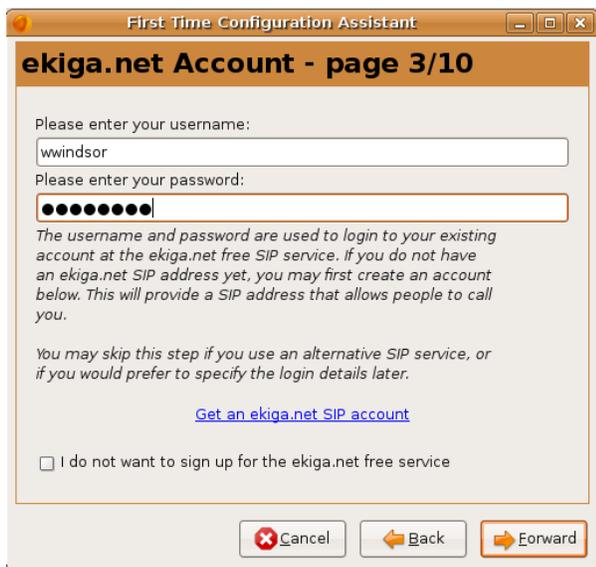 First Time Configuration Assistant
ekiga.net Account - page 3/10
Please enter your username:
wwindsor
Please enter your password:
●●●●●●●●
The username and password are used to login to your existing
account at the ekiga.net free SIP service. If you do not have
an ekiga.net SIP address yet, you may first create an account
below. This will provide a SIP address that allows people to call
you.
You may skip this step if you use an alternative SIP service, or
if you would prefer to specify the login details later.
Get an ekiga.net SIP account
I do not want to sign up for the ekiga.net free service
Cancel Back Forward